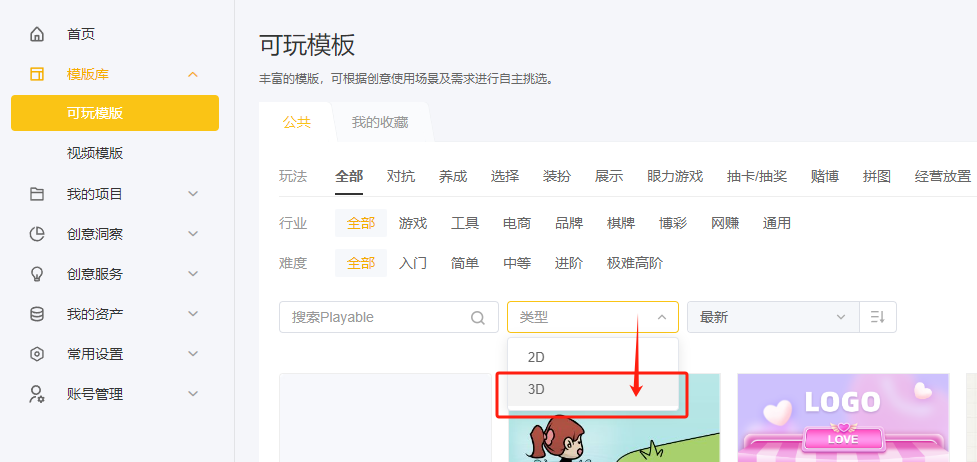 首页
模版库
可玩模版
视频模版
我的项目
创意洞察
创意服务
我的资产
常用设置
账号管理
可玩模板
丰富的模版，可根据创意使用场景及需求进行自主挑选。
公共 我的收藏
玩法 全部 对抗 养成 选择 装扮 展示 眼力游戏 抽卡/抽奖 赌博 拼图 经营放置
行业 全部 游戏 工具 电商 品牌 棋牌 博彩 网赚 通用
难度 全部 入门 简单 中等 进阶 极难高阶
搜索Playable 类型 最新
2D
3D
LOGO
LOVE